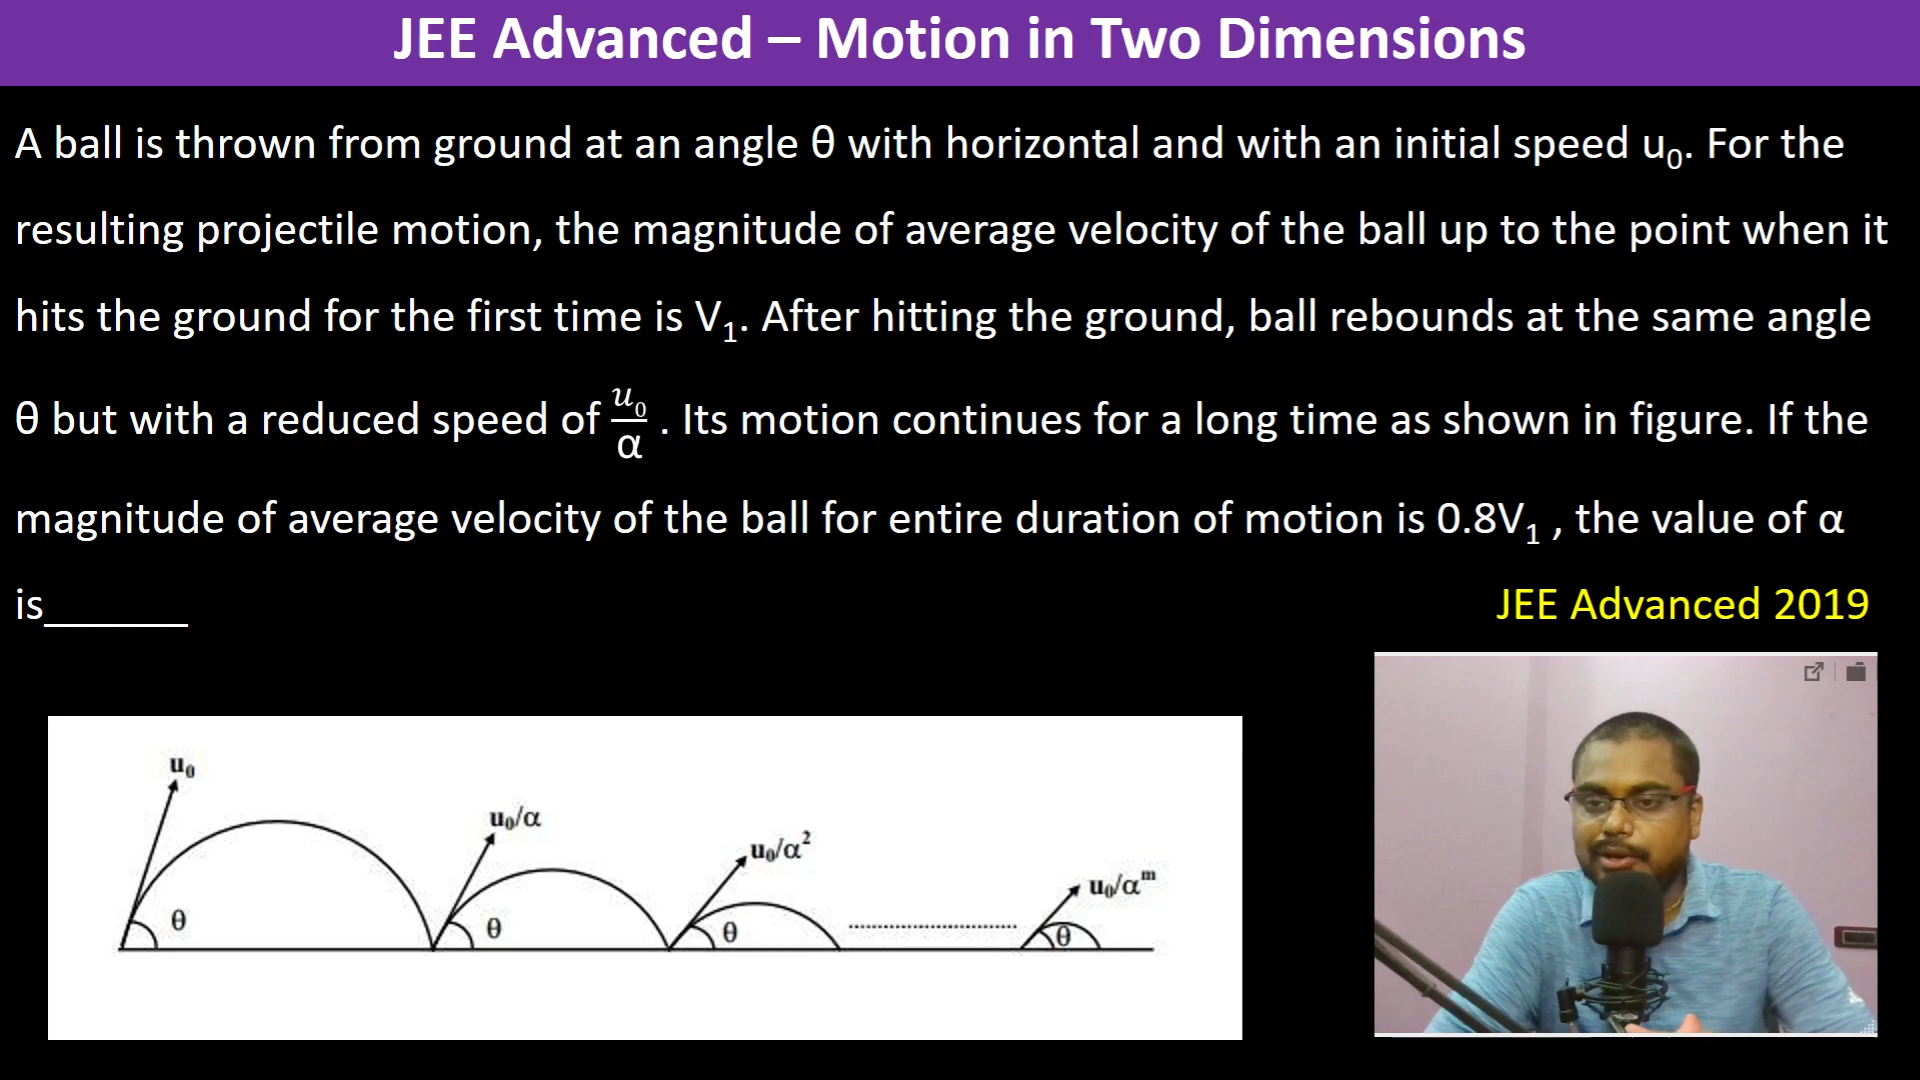 JEE Advanced – Motion in Two Dimensions
A ball is thrown from ground at an angle θ with horizontal and with an initial speed u₀. For the
resulting projectile motion, the magnitude of average velocity of the ball up to the point when it
hits the ground for the first time is V₁. After hitting the ground, ball rebounds at the same angle
θ but with a reduced speed of u₀/α . Its motion continues for a long time as shown in figure. If the
magnitude of average velocity of the ball for entire duration of motion is 0.8V₁ , the value of α
is______
JEE Advanced 2019
u₀
u₀/α
u₀/α²
u₀/αᵐ
θ
θ
θ
θ